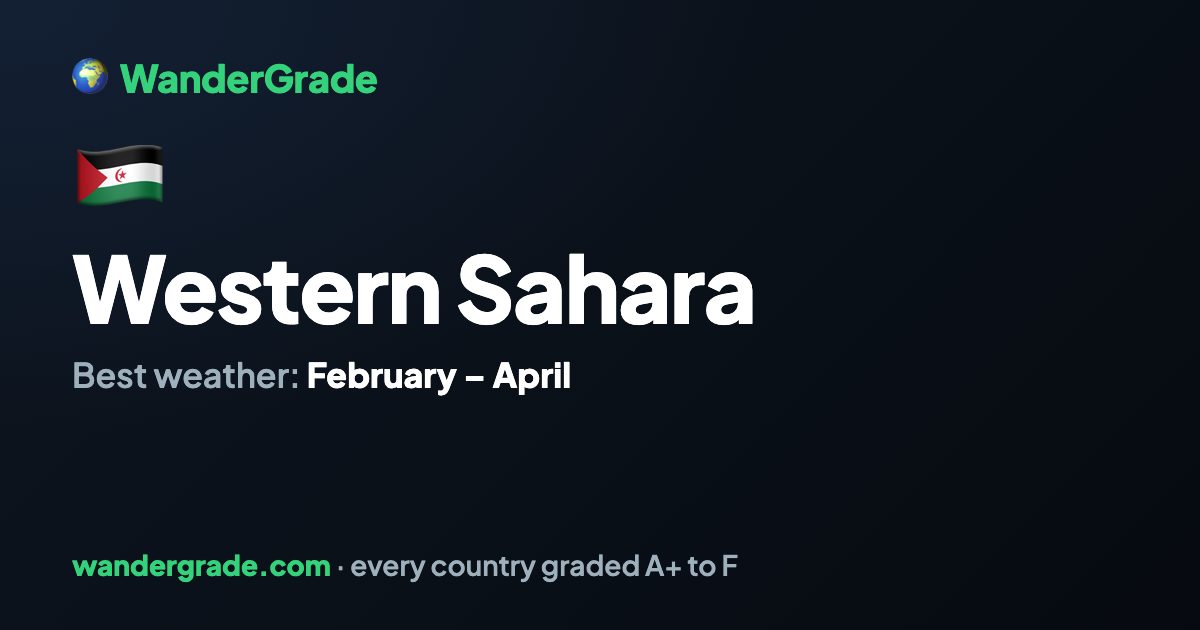 WanderGrade
Western Sahara
Best weather: February – April
wandergrade.com · every country graded A+ to F